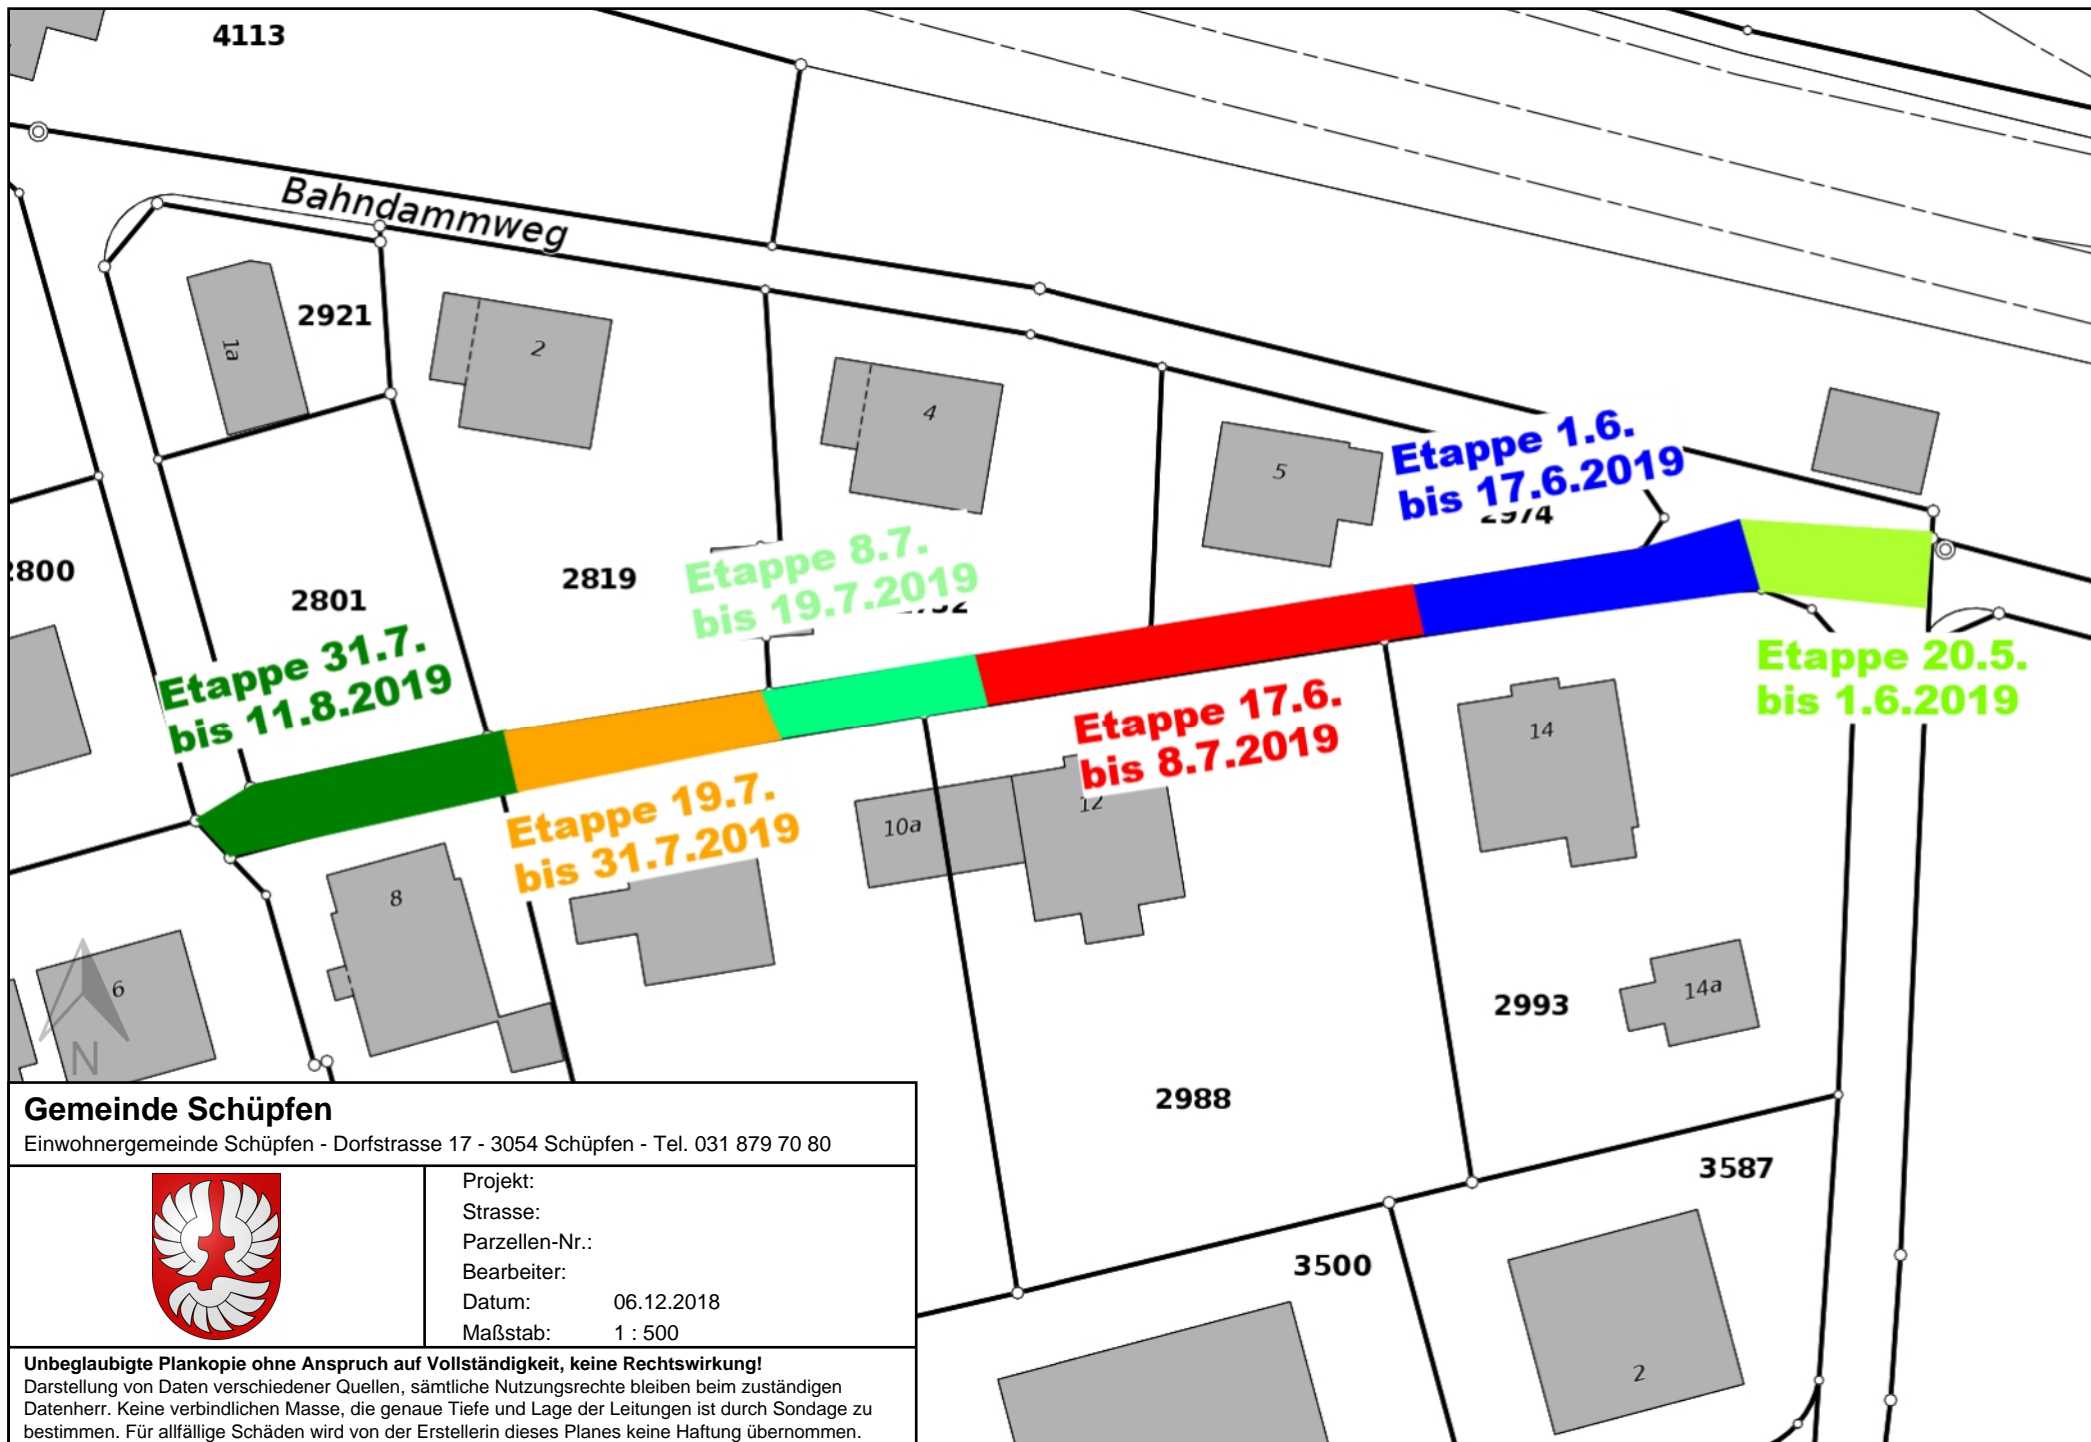 4113
Bahndammweg
2921
1a
2
4
5
Etappe 1.6.
bis 17.6.2019
2974
2800
2801
2819
Etappe 8.7.
bis 19.7.2019
Etappe 31.7.
bis 11.8.2019
Etappe 20.5.
bis 1.6.2019
Etappe 17.6.
bis 8.7.2019
14
Etappe 19.7.
bis 31.7.2019
10a
12
8
6
14a
2993
N
2988
3587
3500
2
Gemeinde Schüpfen
Einwohnergemeinde Schüpfen - Dorfstrasse 17 - 3054 Schüpfen - Tel. 031 879 70 80
Projekt:
Strasse:
Parzellen-Nr.:
Bearbeiter:
Datum: 06.12.2018
Maßstab: 1 : 500
Unbeglaubigte Plankopie ohne Anspruch auf Vollständigkeit, keine Rechtswirkung!
Darstellung von Daten verschiedener Quellen, sämtliche Nutzungsrechte bleiben beim zuständigen
Datenherr. Keine verbindlichen Masse, die genaue Tiefe und Lage der Leitungen ist durch Sondage zu
bestimmen. Für allfällige Schäden wird von der Erstellerin dieses Planes keine Haftung übernommen.